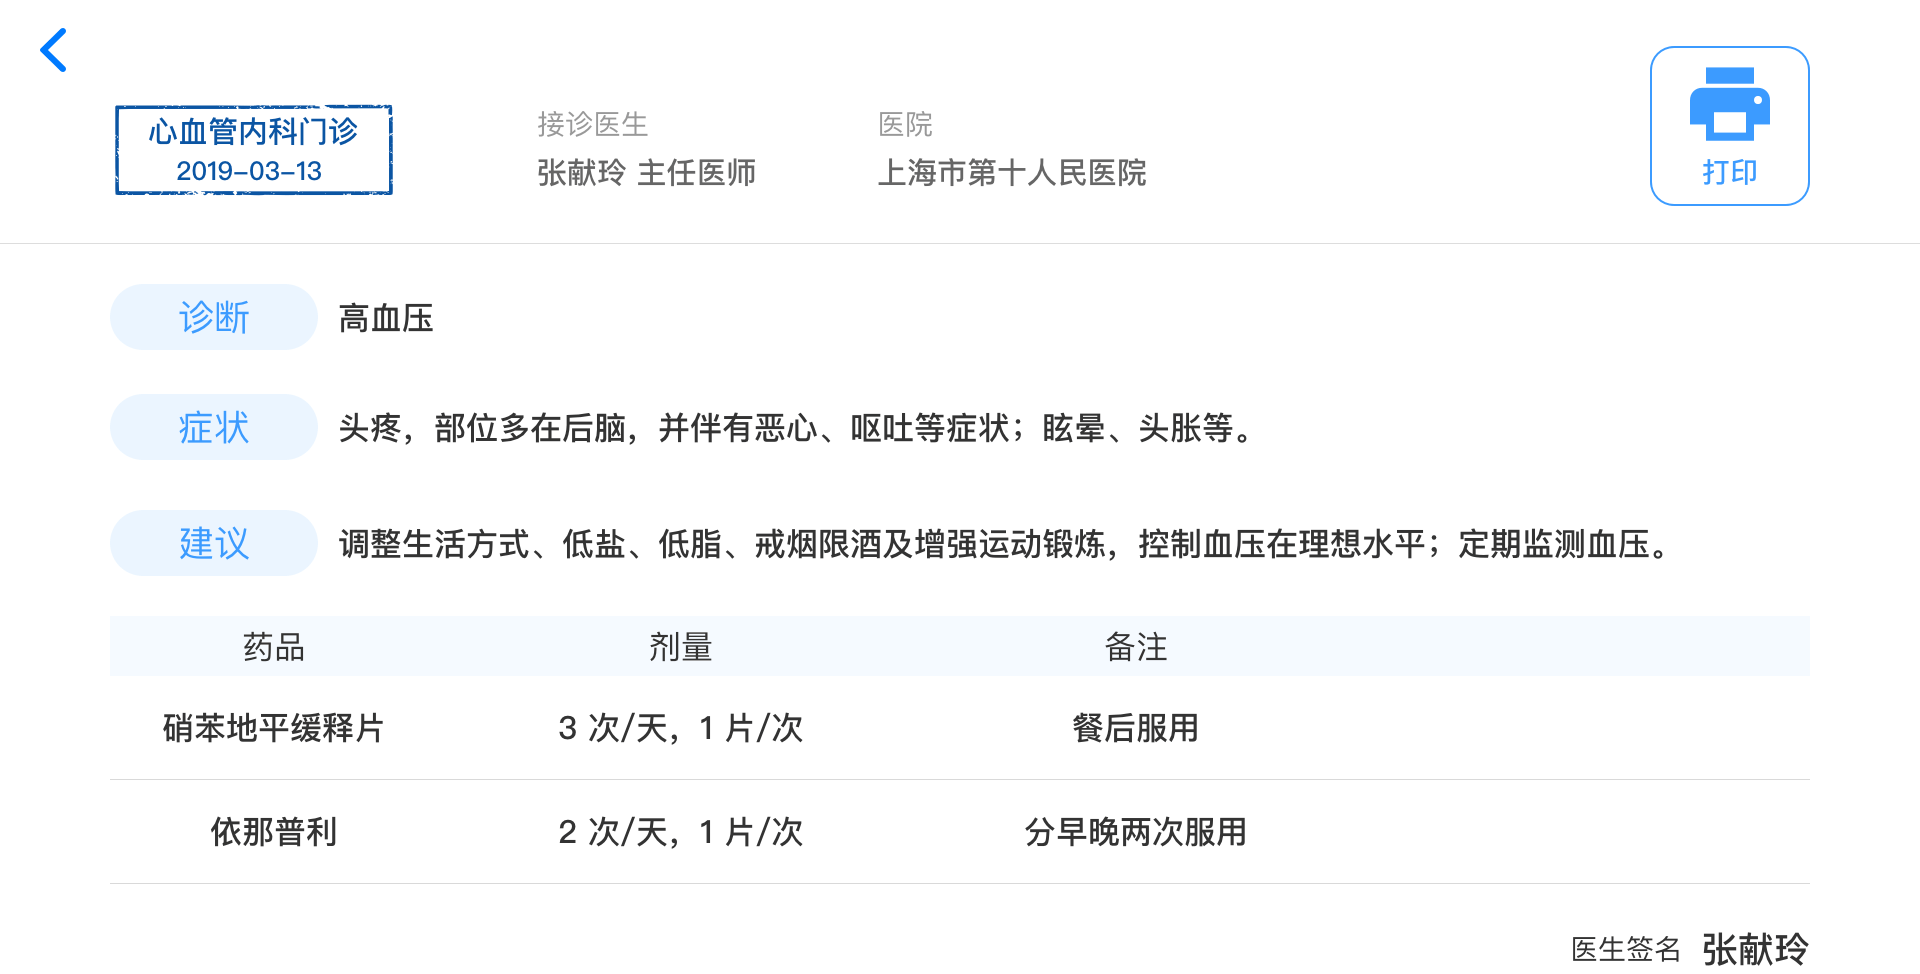 心血管内科门诊
2019-03-13
接诊医生
张献玲 主任医师
医院
上海市第十人民医院
打印
诊断
高血压
症状
头疼，部位多在后脑，并伴有恶心、呕吐等症状；眩晕、头胀等。
建议
调整生活方式、低盐、低脂、戒烟限酒及增强运动锻炼，控制血压在理想水平；定期监测血压。
药品 剂量 备注
硝苯地平缓释片 3 次/天，1 片/次 餐后服用
依那普利 2 次/天，1 片/次 分早晚两次服用
医生签名 张献玲